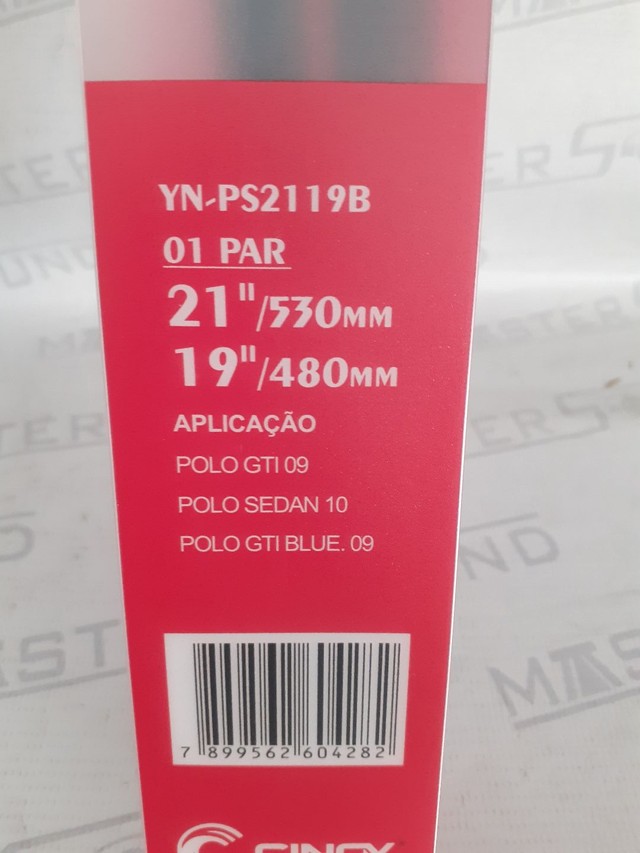 YN-PS2119B
01 PAR
21"/530MM
19"/480MM
APLICAÇÃO
POLO GTI 09
POLO SEDAN 10
POLO GTI BLUE. 09
7 899562 604282